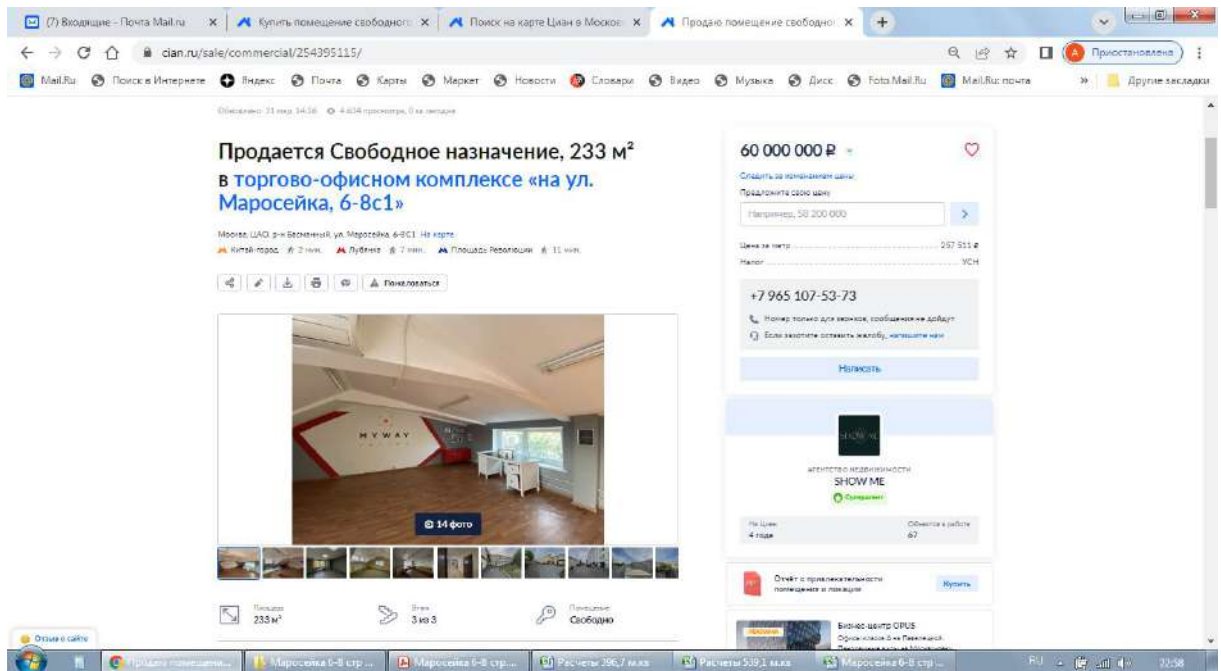 (7) Входящие - Почта Mail.ru
Купить помещение свободного
Поиск на карте Циан в Москов
Продаю помещение свободног
cian.ru/sale/commercial/254395115/
Приостановлена
Mail.Ru Поиск в Интернете Яндекс Почта Карты Маркет Новости Словари Видео Музыка Диск Foto.Mail.Ru Mail.Ru: почта » Другие закладки
Продается Свободное назначение, 233 м²
в торгово-офисном комплексе «на ул.
Маросейка, 6-8с1»
Москва, ЦАО, р-н Басманный, ул. Маросейка, 6-8С1 На карте
Китай-город 2 мин. Лубянка 7 мин. Площадь Революции 11 мин.
Пожаловаться
MYWAY
14 фото
Площадь
233 м²
Этаж
3 из 3
Помещение
Свободно
60 000 000 ₽
Следить за изменением цены
Предложите свою цену
Например, 58 200 000
Цена за метр 257 511 ₽
Налог УСН
+7 965 107-53-73
Номер только для звонков, сообщения не дойдут
Если захотите оставить жалобу, напишите нам
Написать
SHOW ME
АГЕНТСТВО НЕДВИЖИМОСТИ
SHOW ME
Суперагент
На Циан
4 года
Объектов в работе
67
Отчёт о привлекательности
помещения и локации
Купить
Бизнес-центр OPUS
Отзыв о сайте
Продаю помещени...
Маросейка 6-8 стр ...
Маросейка 6-8 стр...
Расчеты 396,7 м.кв
Расчеты 539,1 м.кв
Маросейка 6-8 стр ...
RU
22:58